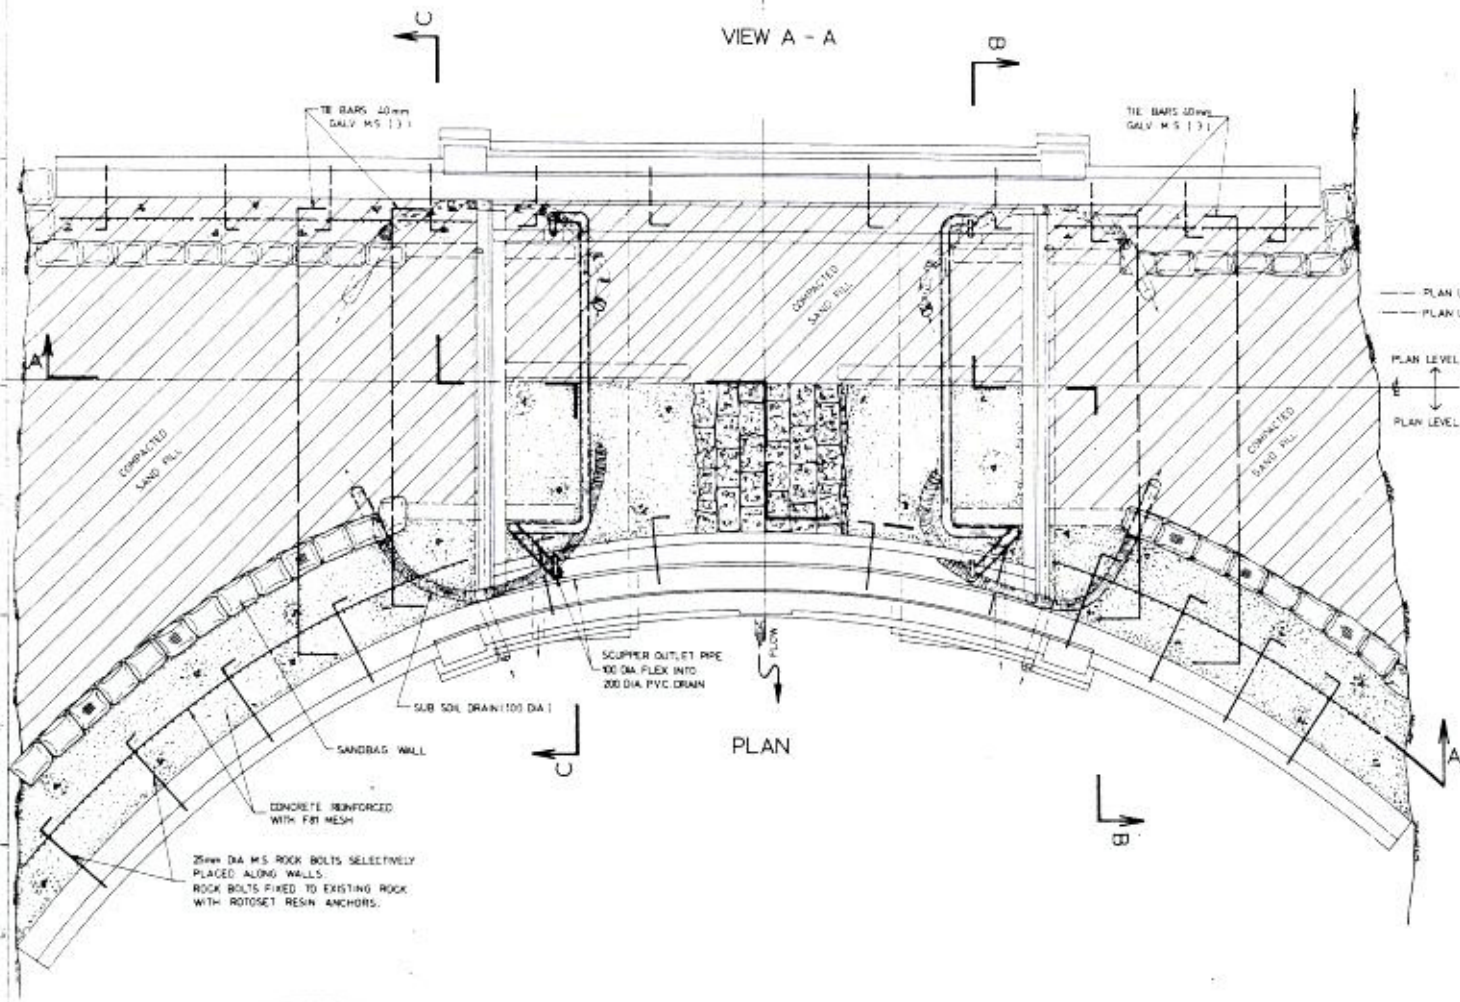 VIEW A - A
C
B
TIE BARS 40mm
GALV. M.S. (3)
TIE BARS 40mm
GALV. M.S. (3)
COMPACTED
SAND FILL
A
PLAN
PLAN
PLAN LEVEL
PLAN LEVEL
COMPACTED
SAND FILL
COMPACTED
SAND FILL
FLOW
SCUPPER OUTLET PIPE
100 DIA. FLEX INTO
200 DIA. P.V.C. DRAIN
SUB SOIL DRAIN (100 DIA)
SANDBAG WALL
PLAN
C
A
B
CONCRETE REINFORCED
WITH F81 MESH
25mm DIA M.S ROCK BOLTS SELECTIVELY
PLACED ALONG WALLS.
ROCK BOLTS FIXED TO EXISTING ROCK
WITH ROTOSET RESIN ANCHORS.